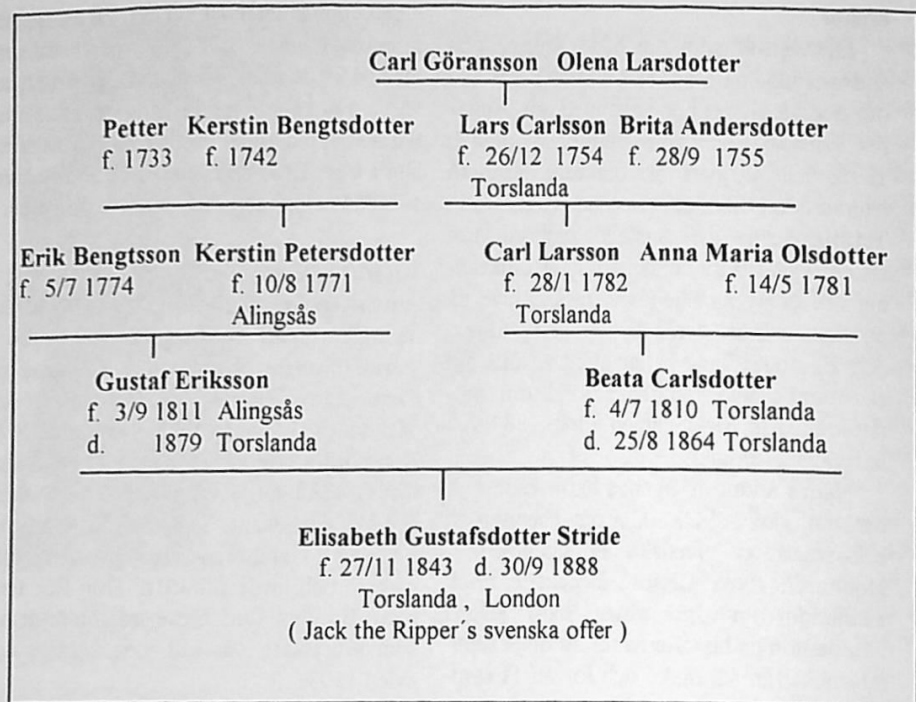 Carl Göransson Olena Larsdotter
Petter Kerstin Bengtsdotter
f. 1733 f. 1742
Lars Carlsson Brita Andersdotter
f. 26/12 1754 f. 28/9 1755
Torslanda
Erik Bengtsson Kerstin Petersdotter
f. 5/7 1774 f. 10/8 1771
Alingsås
Carl Larsson Anna Maria Olsdotter
f. 28/1 1782 f. 14/5 1781
Torslanda
Gustaf Eriksson
f. 3/9 1811 Alingsås
d. 1879 Torslanda
Beata Carlsdotter
f. 4/7 1810 Torslanda
d. 25/8 1864 Torslanda
Elisabeth Gustafsdotter Stride
f. 27/11 1843 d. 30/9 1888
Torslanda , London
( Jack the Ripper´s svenska offer )